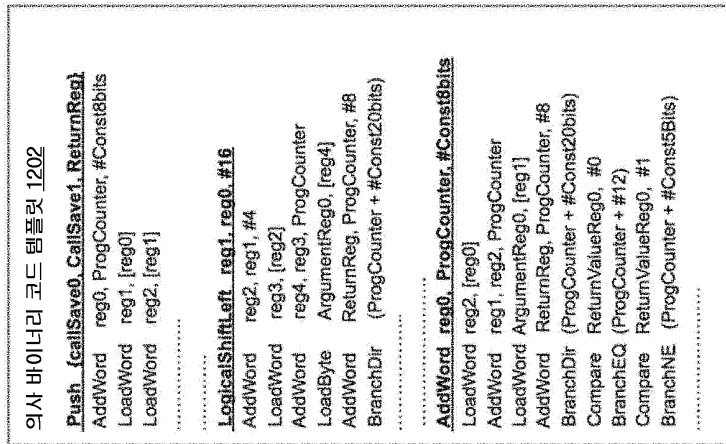 의사 바이너리 코드 템플릿 1202
Push {callSave0, CallSave1, ReturnReg}
AddWord reg0, ProgCounter, #Const8bits
LoadWord reg1, [reg0]
LoadWord reg2, [reg1]
..............
..............
LogicalShiftLeft reg1, reg0, #16
AddWord reg2, reg1, #4
LoadWord reg3, [reg2]
AddWord reg4, reg3, ProgCounter
LoadByte ArgumentReg0, [reg4]
AddWord ReturnReg, ProgCounter, #8
BranchDir (ProgCounter + #Const20bits)
..............
..............
AddWord reg0, ProgCounter, #Const8bits
LoadWord reg2, [reg0]
AddWord reg1, reg2, ProgCounter
LoadWord ArgumentReg0, [reg1]
AddWord ReturnReg, ProgCounter, #8
BranchDir (ProgCounter + #Const20bits)
Compare ReturnValueReg0, #0
BranchEQ (ProgCounter + #12)
Compare ReturnValueReg0, #1
BranchNE (ProgCounter + #Const5Bits)
..............